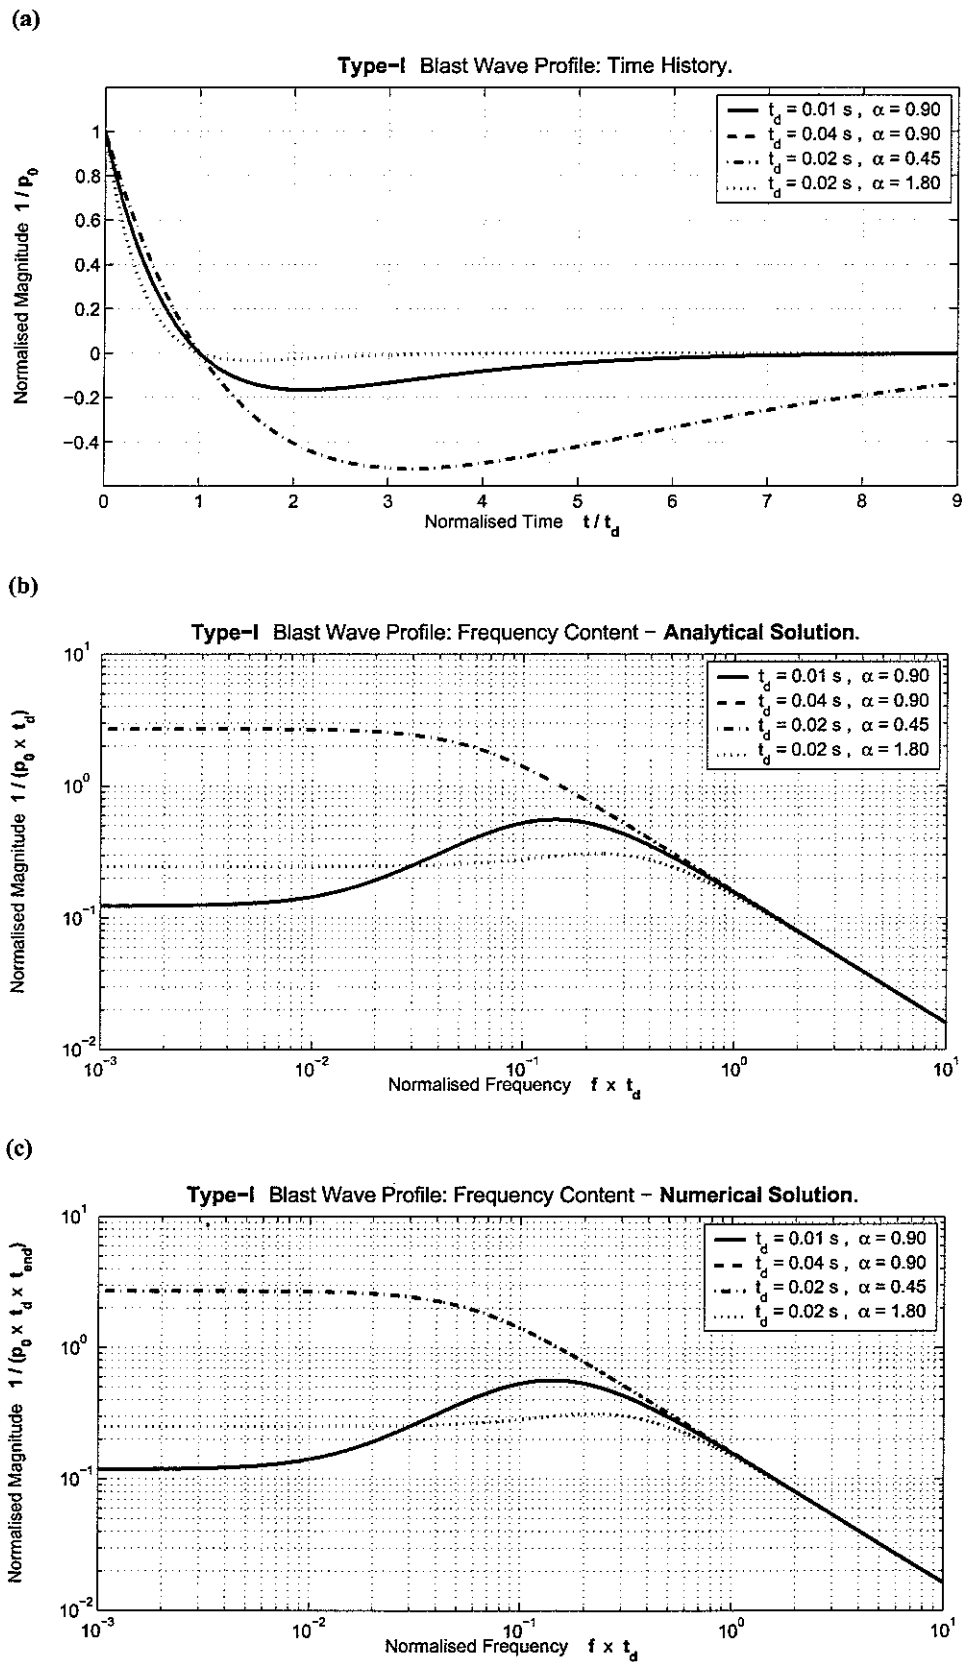 (a)
Type-I Blast Wave Profile: Time History.
t_d = 0.01 s , α = 0.90
t_d = 0.04 s , α = 0.90
t_d = 0.02 s , α = 0.45
t_d = 0.02 s , α = 1.80
Normalised Magnitude 1 / p_0
1
0.8
0.6
0.4
0.2
0
−0.2
−0.4
0 1 2 3 4 5 6 7 8 9
Normalised Time t / t_d
(b)
Type-I Blast Wave Profile: Frequency Content − Analytical Solution.
t_d = 0.01 s , α = 0.90
t_d = 0.04 s , α = 0.90
t_d = 0.02 s , α = 0.45
t_d = 0.02 s , α = 1.80
Normalised Magnitude 1 / (p_0 x t_d)
10^1
10^0
10^−1
10^−2
10^−3 10^−2 10^−1 10^0 10^1
Normalised Frequency f x t_d
(c)
Type-I Blast Wave Profile: Frequency Content − Numerical Solution.
t_d = 0.01 s , α = 0.90
t_d = 0.04 s , α = 0.90
t_d = 0.02 s , α = 0.45
t_d = 0.02 s , α = 1.80
Normalised Magnitude 1 / (p_0 x t_d x t_end)
10^1
10^0
10^−1
10^−2
10^−3 10^−2 10^−1 10^0 10^1
Normalised Frequency f x t_d